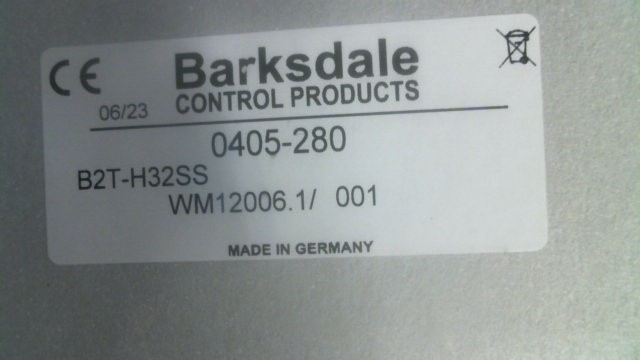 CE
Barksdale
CONTROL PRODUCTS
06/23
0405-280
B2T-H32SS
WM12006.1/ 001
MADE IN GERMANY